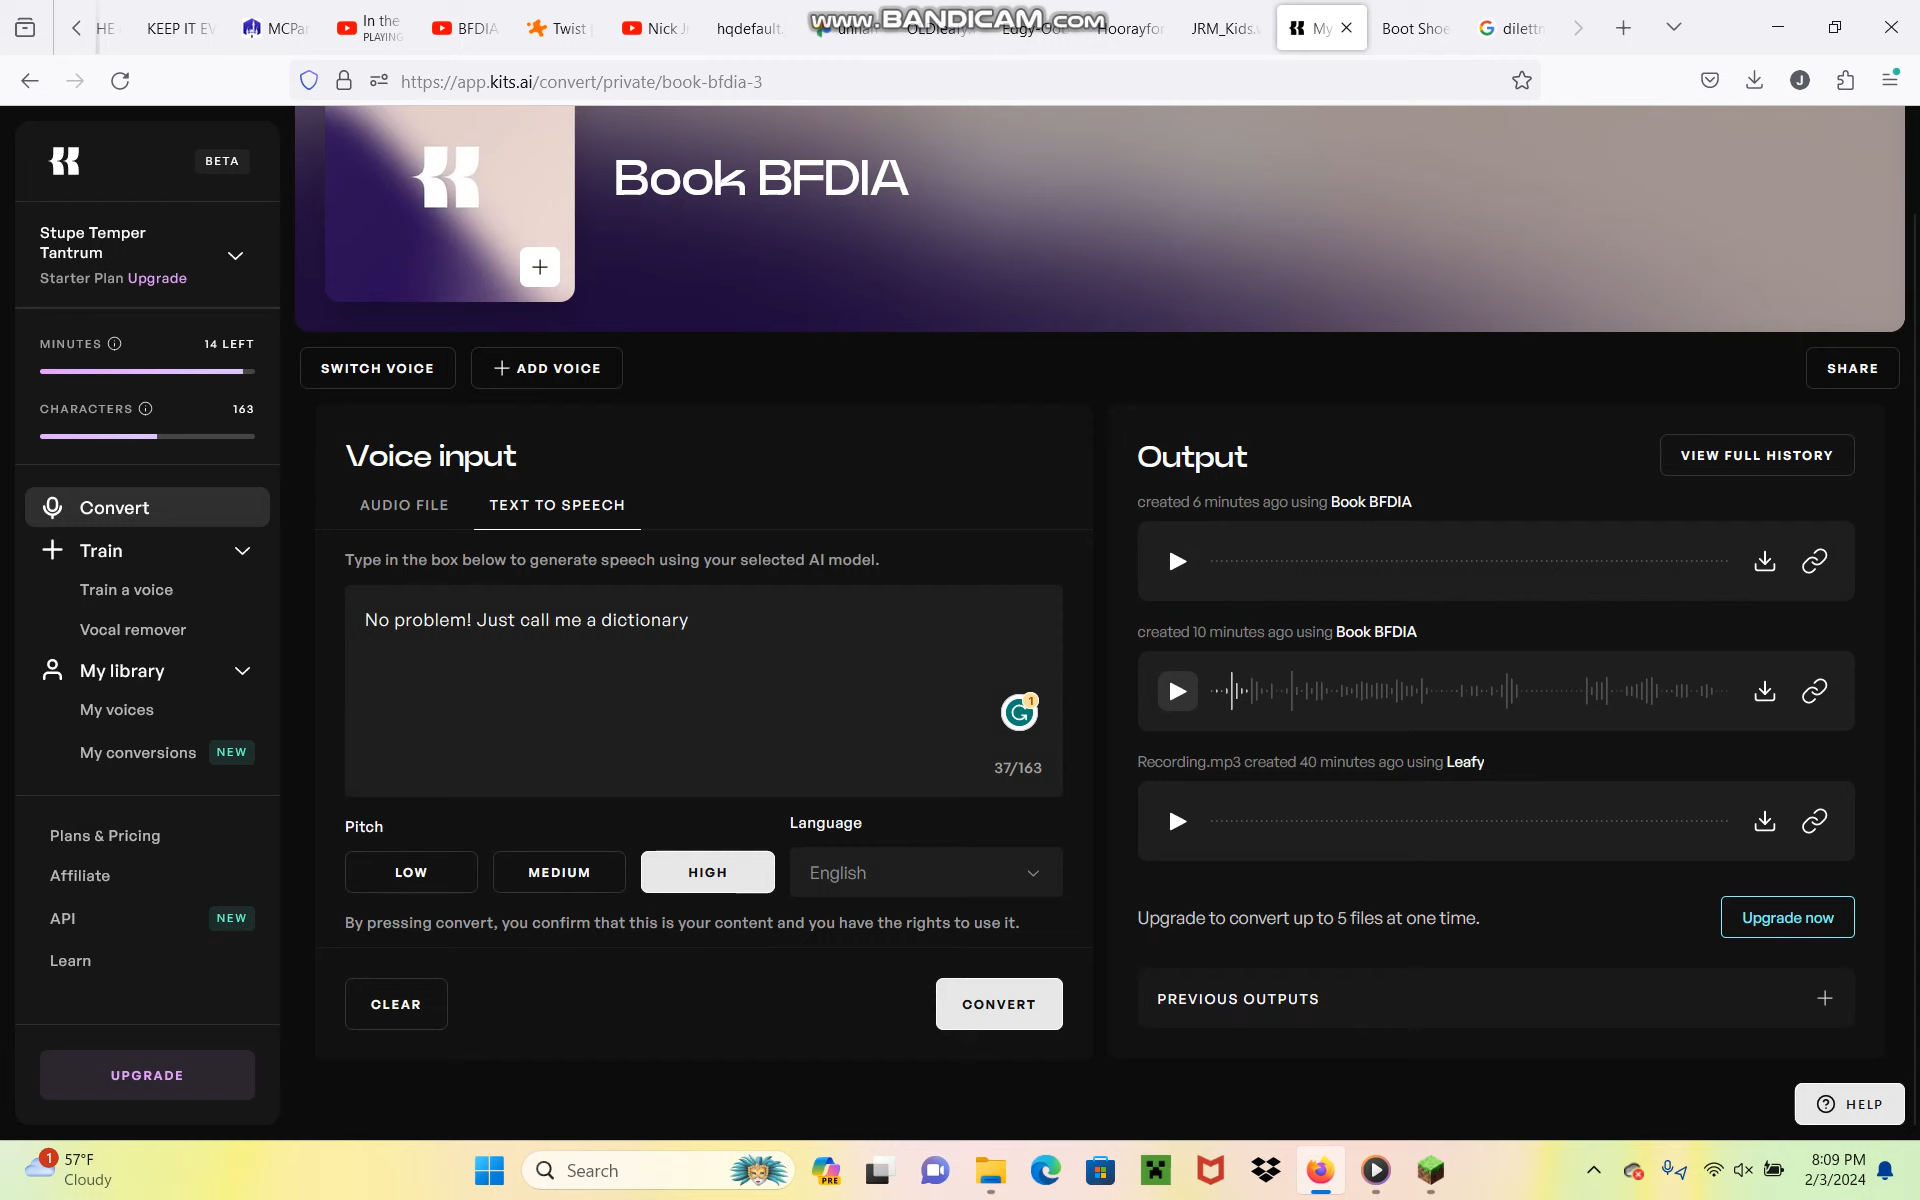 HE
KEEP IT EV
MCPar
In the
PLAYING
BFDIA
Twist
Nick Jr
hqdefault.
www.BANDICAM.com
Hoorayfor
JRM_Kids.v
My
Boot Shoe
dilettn
https://app.kits.ai/convert/private/book-bfdia-3
J
BETA
Stupe Temper
Tantrum
Starter Plan Upgrade
MINUTES
14 LEFT
CHARACTERS
163
Convert
Train
Train a voice
Vocal remover
My library
My voices
My conversions NEW
Plans & Pricing
Affiliate
API NEW
Learn
UPGRADE
Book BFDIA
SWITCH VOICE
ADD VOICE
SHARE
Voice input
AUDIO FILE
TEXT TO SPEECH
Type in the box below to generate speech using your selected AI model.
No problem! Just call me a dictionary
1
37/163
Pitch
LOW
MEDIUM
HIGH
Language
English
By pressing convert, you confirm that this is your content and you have the rights to use it.
CLEAR
CONVERT
Output
VIEW FULL HISTORY
created 6 minutes ago using Book BFDIA
created 10 minutes ago using Book BFDIA
Recording.mp3 created 40 minutes ago using Leafy
Upgrade to convert up to 5 files at one time.
Upgrade now
PREVIOUS OUTPUTS
HELP
1
57°F
Cloudy
Search
PRE
8:09 PM
2/3/2024